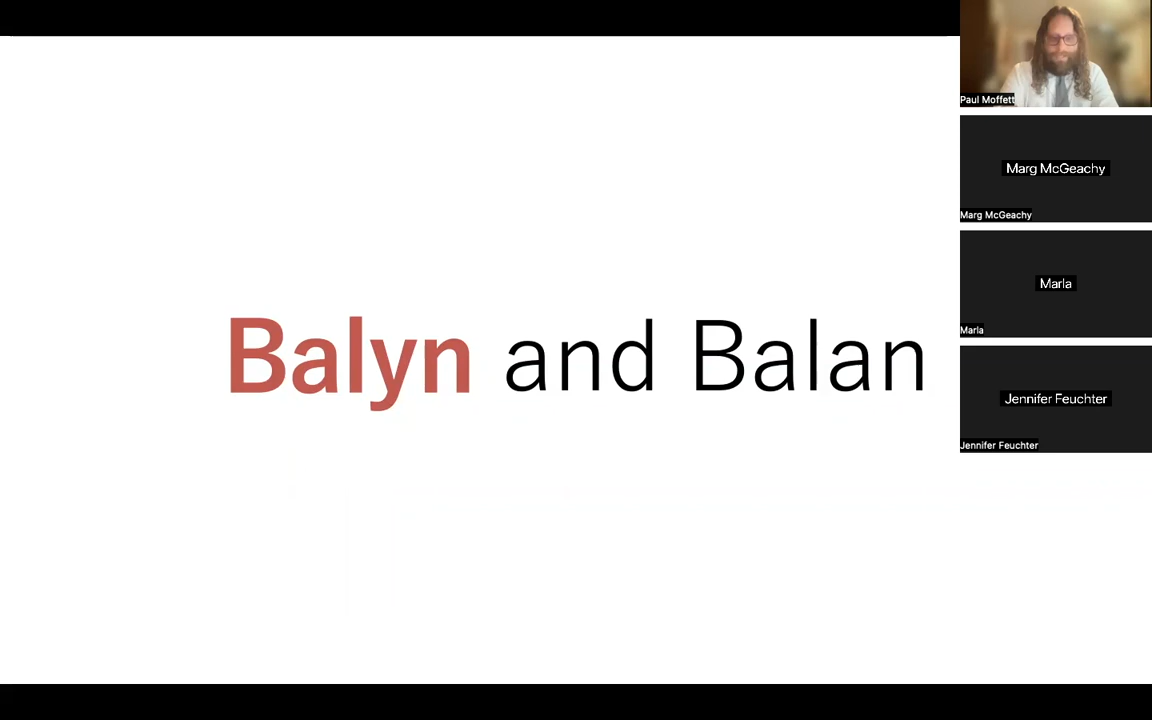 Balyn and Balan
Paul Moffett
Marg McGeachy
Marg McGeachy
Marla
Marla
Jennifer Feuchter
Jennifer Feuchter